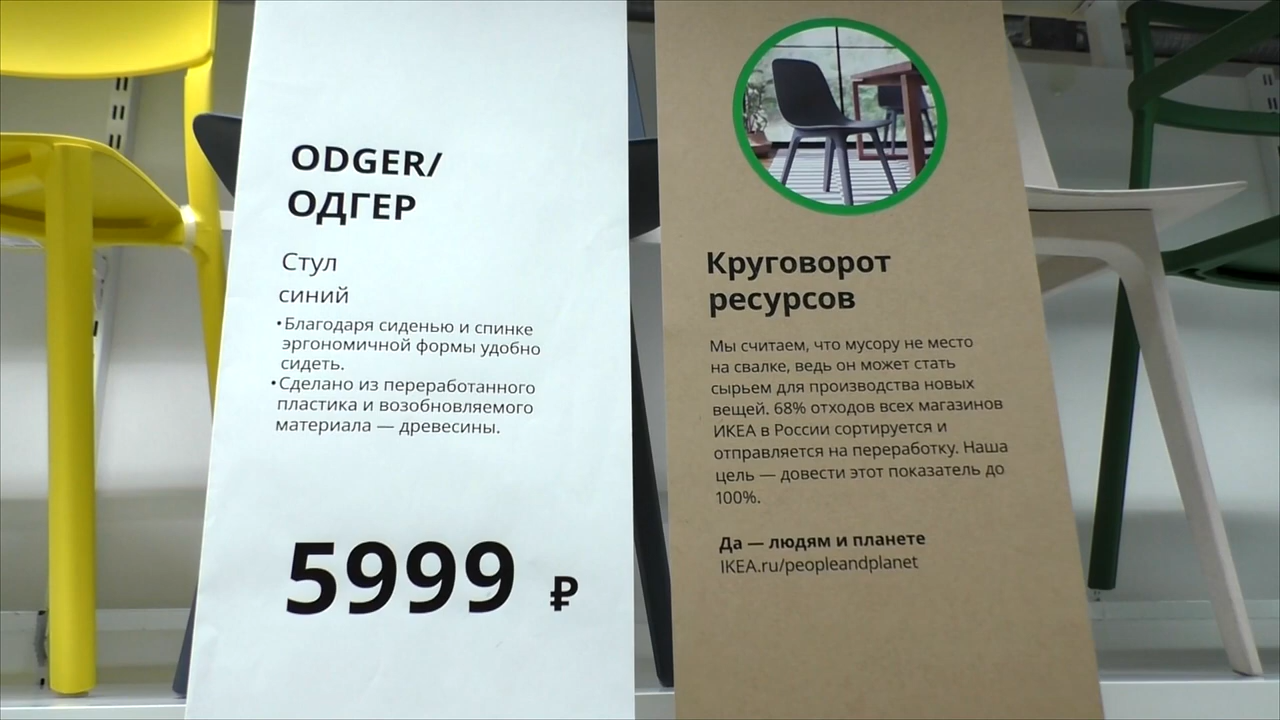 ODGER/
ОДГЕР
Стул
синий
•Благодаря сиденью и спинке
эргономичной формы удобно
сидеть.
•Сделано из переработанного
пластика и возобновляемого
материала — древесины.
5999 ₽
Круговорот
ресурсов
Мы считаем, что мусору не место
на свалке, ведь он может стать
сырьем для производства новых
вещей. 68% отходов всех магазинов
ИКЕА в России сортируется и
отправляется на переработку. Наша
цель — довести этот показатель до
100%.
Да — людям и планете
IKEA.ru/peopleandplanet